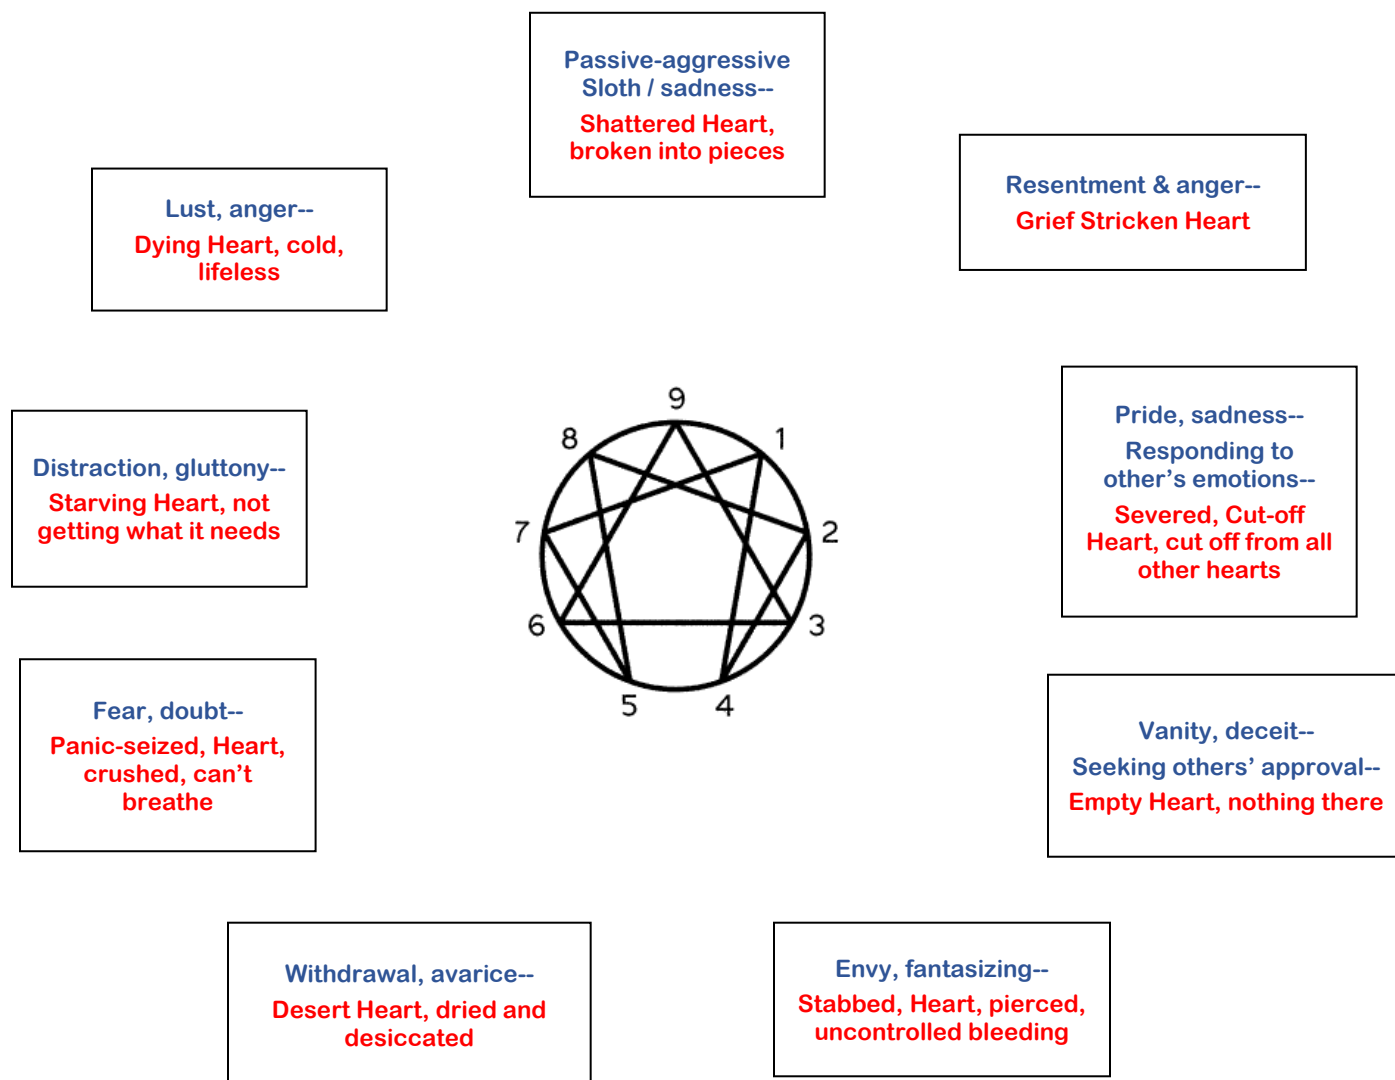 Passive-aggressive
Sloth / sadness--
Shattered Heart,
broken into pieces
Resentment & anger--
Grief Stricken Heart
Lust, anger--
Dying Heart, cold,
lifeless
Pride, sadness--
Responding to
other’s emotions--
Severed, Cut-off
Heart, cut off from all
other hearts
Distraction, gluttony--
Starving Heart, not
getting what it needs
9
8
1
7
2
6
3
5
4
Fear, doubt--
Panic-seized, Heart,
crushed, can’t
breathe
Vanity, deceit--
Seeking others’ approval--
Empty Heart, nothing there
Withdrawal, avarice--
Desert Heart, dried and
desiccated
Envy, fantasizing--
Stabbed, Heart, pierced,
uncontrolled bleeding